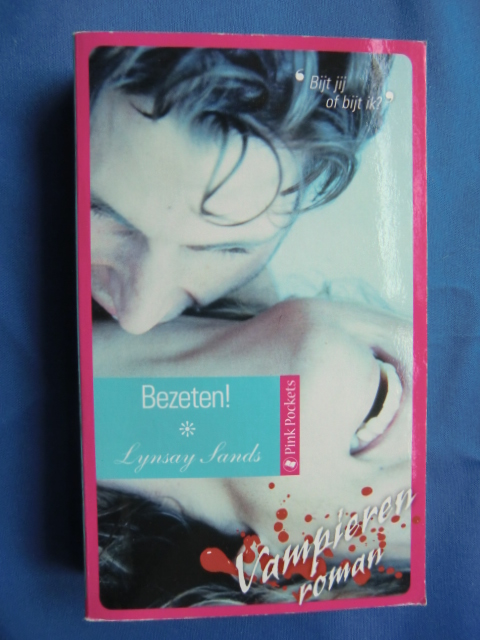 ‘Bijt jij
of bijt ik?’
Bezeten!
Lynsay Sands
Pink Pockets
Vampieren
roman